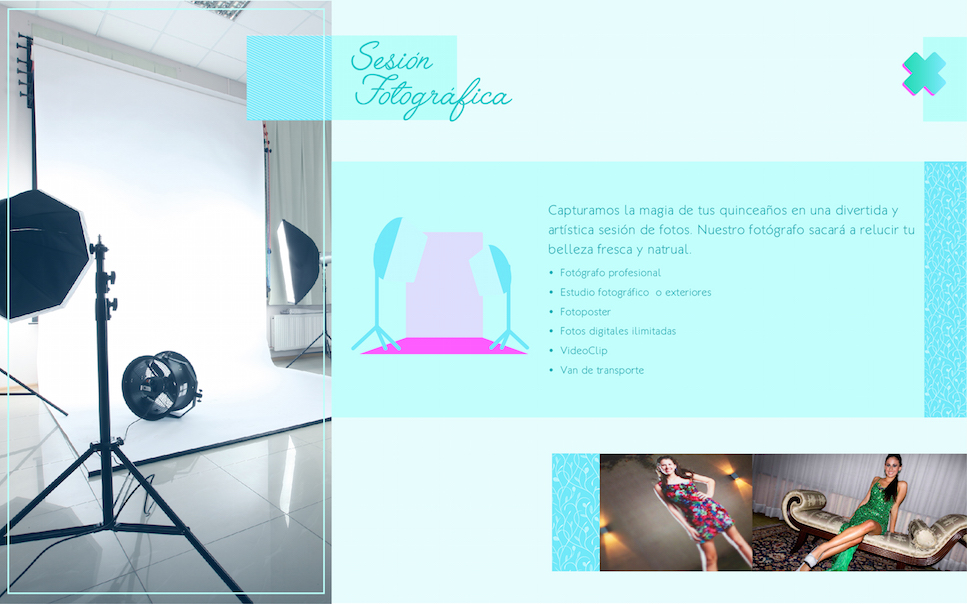 Sesión
Fotográfica
Capturamos la magia de tus quinceaños en una divertida y
artística sesión de fotos. Nuestro fotógrafo sacará a relucir tu
belleza fresca y natrual.
• Fotógrafo profesional
• Estudio fotográfico o exteriores
• Fotoposter
• Fotos digitales ilimitadas
• VideoClip
• Van de transporte